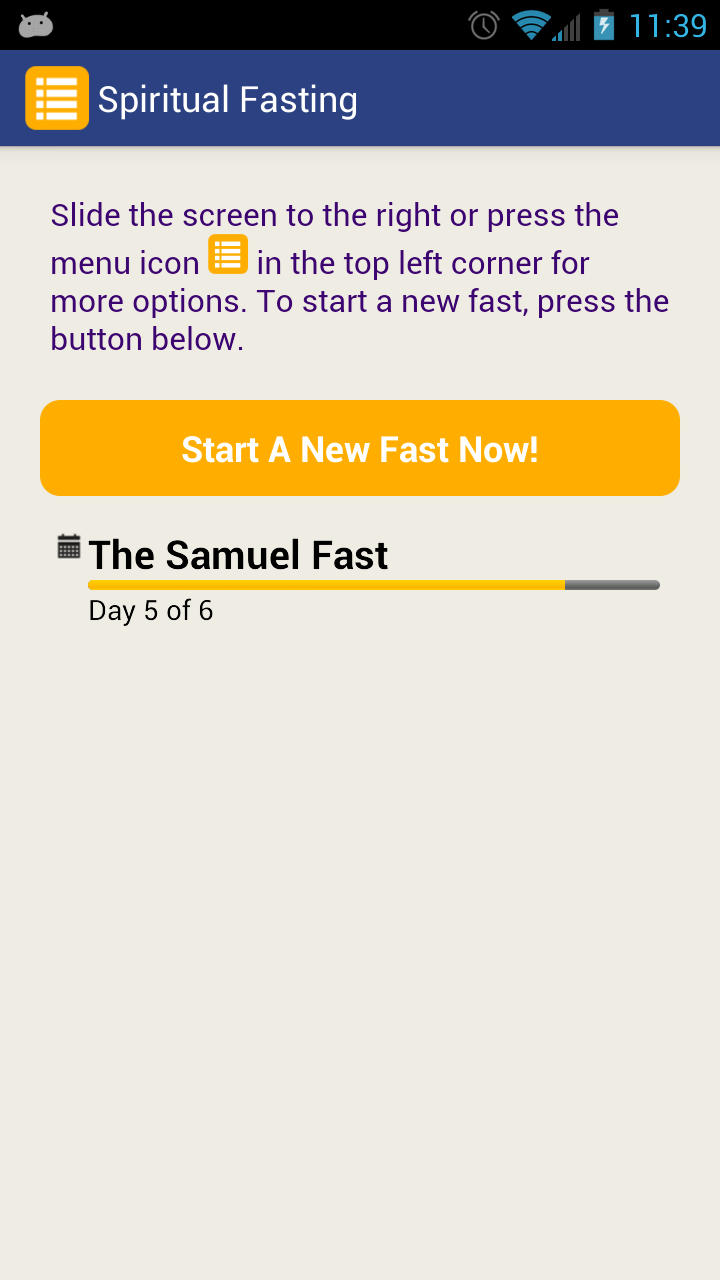 11:39
Spiritual Fasting
Slide the screen to the right or press the
menu icon in the top left corner for
more options. To start a new fast, press the
button below.
Start A New Fast Now!
The Samuel Fast
Day 5 of 6